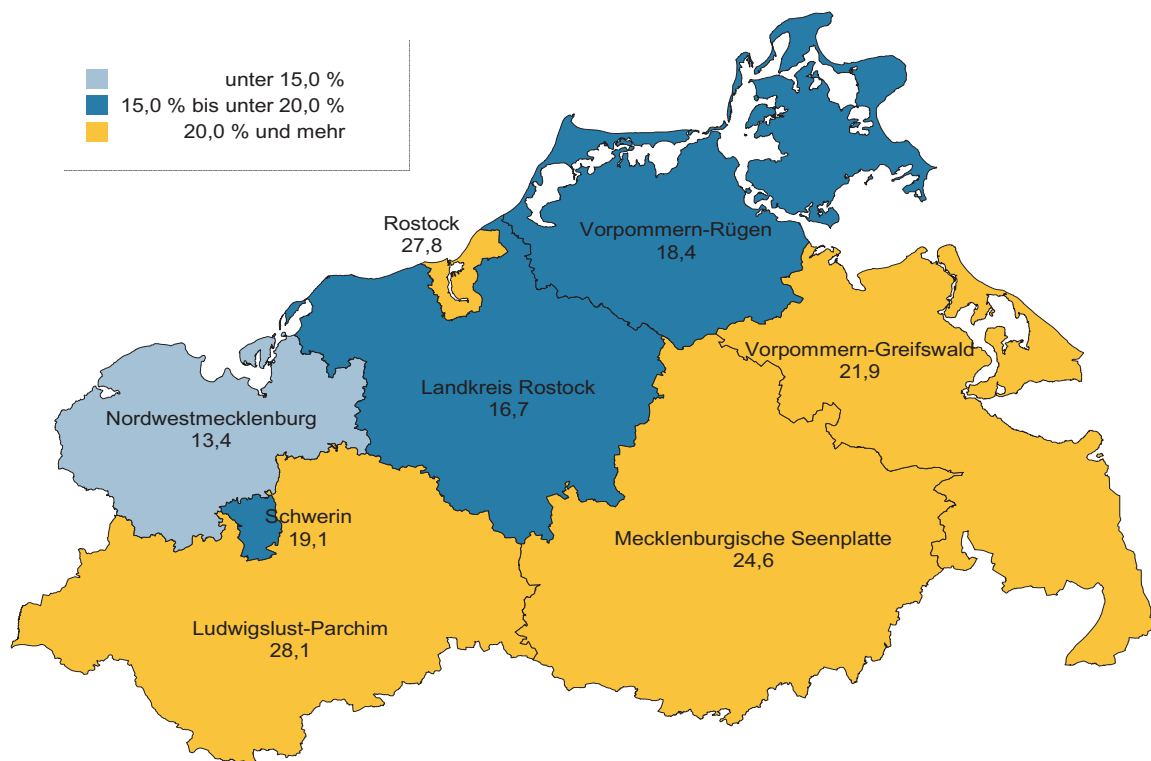 unter 15,0 %
15,0 % bis unter 20,0 %
20,0 % und mehr
Rostock
27,8
Vorpommern-Rügen
18,4
Vorpommern-Greifswald
21,9
Landkreis Rostock
16,7
Nordwestmecklenburg
13,4
Schwerin
19,1
Mecklenburgische Seenplatte
24,6
Ludwigslust-Parchim
28,1